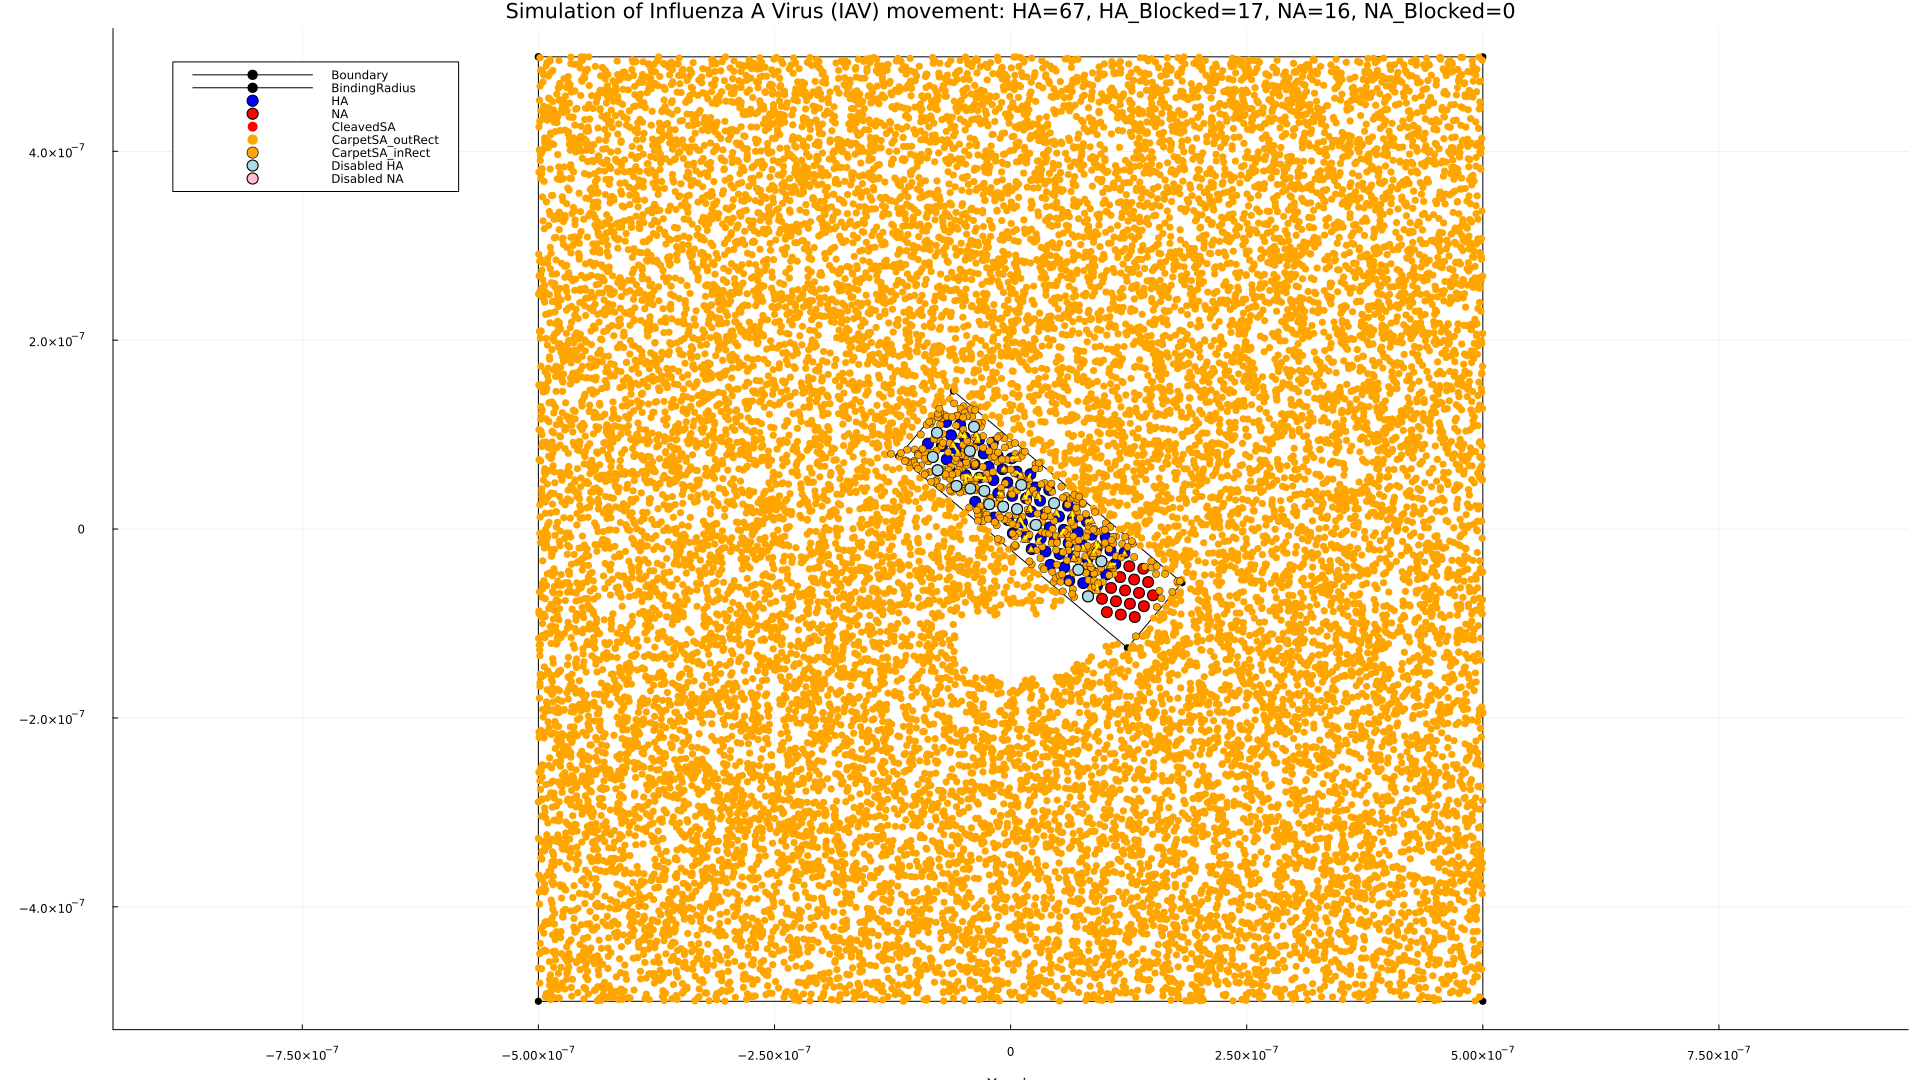 Simulation of Influenza A Virus (IAV) movement: HA=67, HA_Blocked=17, NA=16, NA_Blocked=0
Boundary
BindingRadius
HA
NA
CleavedSA
CarpetSA_outRect
CarpetSA_inRect
Disabled HA
Disabled NA
4.0×10⁻⁷
2.0×10⁻⁷
0
−2.0×10⁻⁷
−4.0×10⁻⁷
−7.50×10⁻⁷ −5.00×10⁻⁷ −2.50×10⁻⁷ 0 2.50×10⁻⁷ 5.00×10⁻⁷ 7.50×10⁻⁷